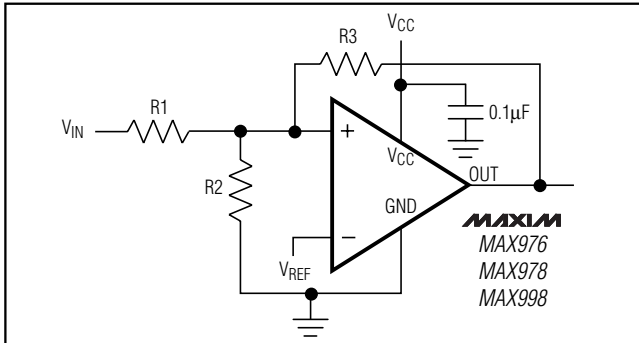 VCC
R3
R1
0.1µF
VIN
+
VCC
R2
OUT
GND
MAXIM
–
MAX976
VREF
MAX978
MAX998